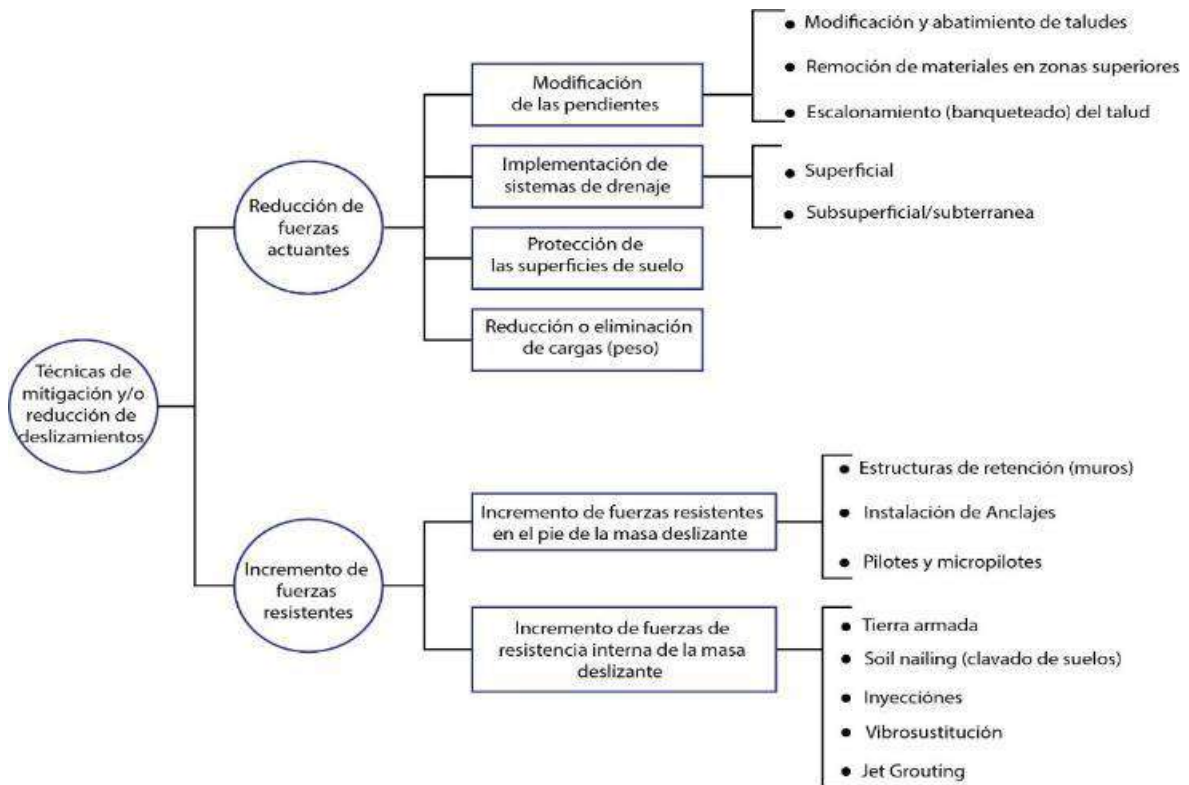 Técnicas de
mitigación y/o
reducción de
deslizamientos
Reducción de
fuerzas
actuantes
Modificación
de las pendientes
• Modificación y abatimiento de taludes
• Remoción de materiales en zonas superiores
• Escalonamiento (banqueteado) del talud
Implementación de
sistemas de drenaje
• Superficial
• Subsuperficial/subterranea
Protección de
las superficies de suelo
Reducción o eliminación
de cargas (peso)
Incremento de
fuerzas
resistentes
Incremento de fuerzas resistentes
en el pie de la masa deslizante
• Estructuras de retención (muros)
• Instalación de Anclajes
• Pilotes y micropilotes
Incremento de fuerzas de
resistencia interna de la masa
deslizante
• Tierra armada
• Soil nailing (clavado de suelos)
• Inyecciónes
• Vibrosustitución
• Jet Grouting